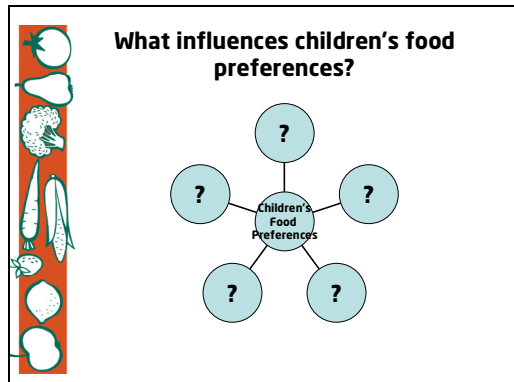 What influences children's food
preferences?
?
?
?
Children's
Food
Preferences
?
?